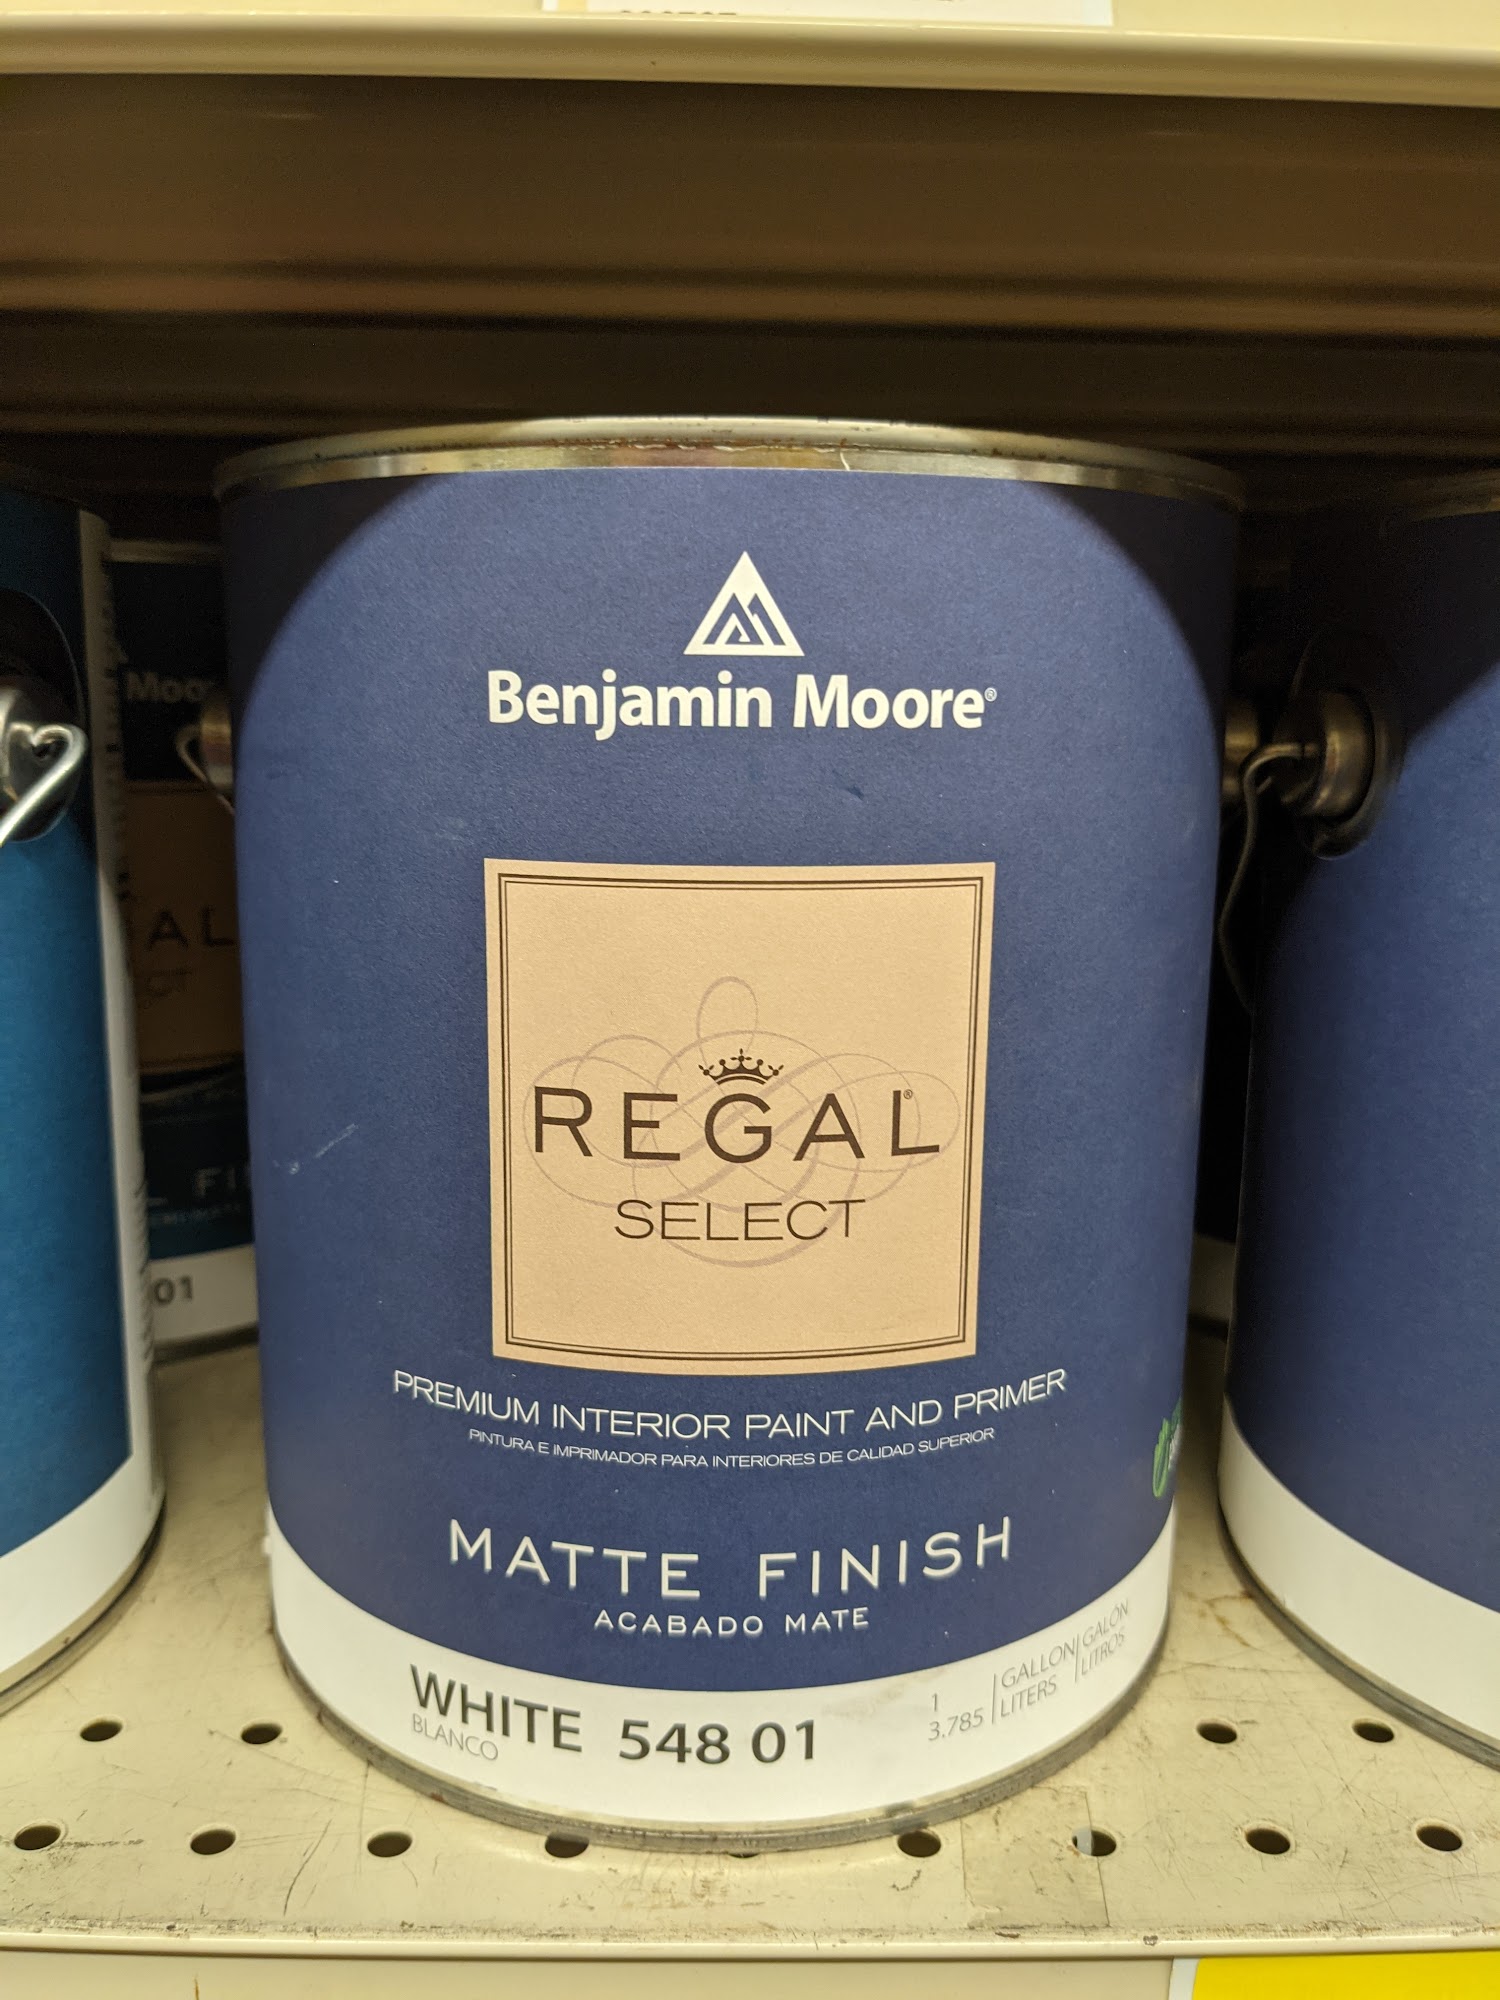 Benjamin Moore®
REGAL®
SELECT
PREMIUM INTERIOR PAINT AND PRIMER
PINTURA E IMPRIMADOR PARA INTERIORES DE CALIDAD SUPERIOR
MATTE FINISH
ACABADO MATE
WHITE 548 01
BLANCO
1 GALLON GALÓN
3.785 LITERS LITROS
01